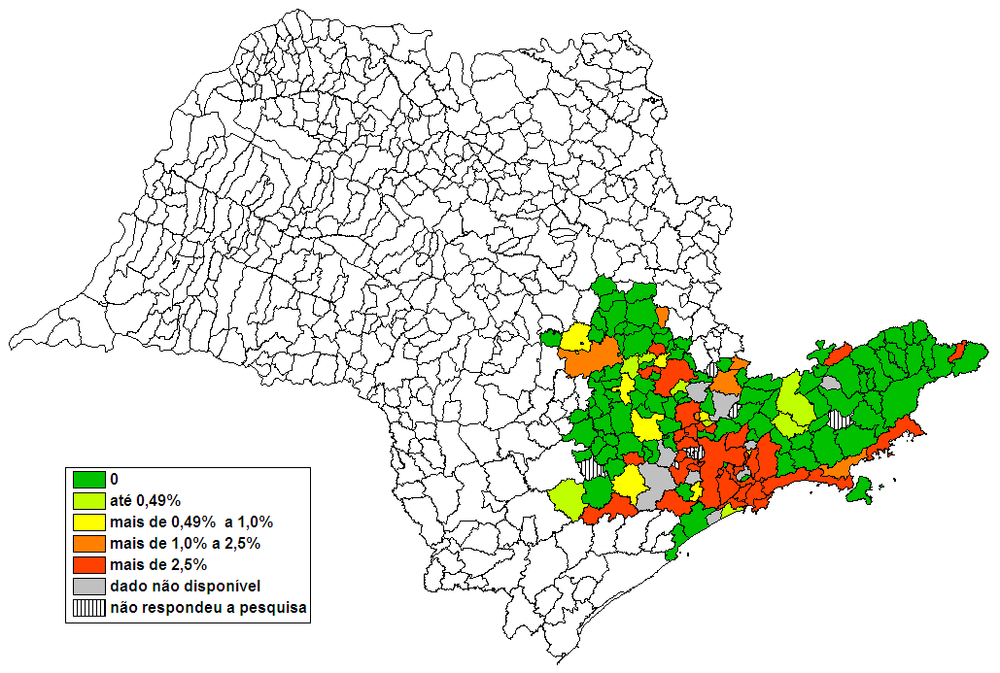 0
até 0,49%
mais de 0,49% a 1,0%
mais de 1,0% a 2,5%
mais de 2,5%
dado não disponível
não respondeu a pesquisa